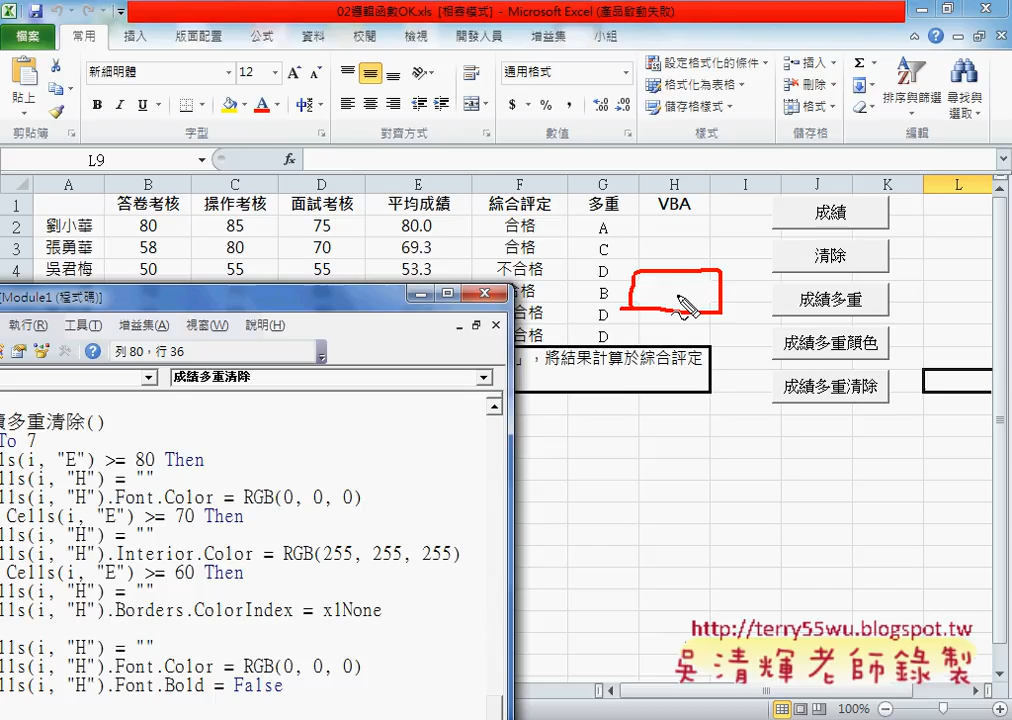 02邏輯函數OK.xls [相容模式] - Microsoft Excel (產品啟動失敗)
檔案 常用 插入 版面配置 公式 資料 校閱 檢視 開發人員 增益集 小組
貼上 新細明體 12 通用格式 設定格式化的條件 插入 Σ
B I U 中 $ % , 格式化為表格 刪除 排序與篩選 尋找與選取
儲存格樣式 格式
剪貼簿 字型 對齊方式 數值 樣式 儲存格 編輯
L9 fx
A B C D E F G H I J K L
1 答卷考核 操作考核 面試考核 平均成績 綜合評定 多重 VBA 成績
2 劉小華 80 85 75 80.0 合格 A
3 張勇華 58 80 70 69.3 合格 C 清除
4 吳君梅 50 55 55 53.3 不合格 D
[Module1 (程式碼)] 格 B 成績多重
執行(R) 工具(T) 增益集(A) 視窗(W) 說明(H) 合格 D
列 80，行 36 合格 D 成績多重顏色
」，將結果計算於綜合評定
成績多重清除 成績多重清除
多重清除()
To 7
ls(i, "E") >= 80 Then
lls(i, "H") = ""
lls(i, "H").Font.Color = RGB(0, 0, 0)
Cells(i, "E") >= 70 Then
lls(i, "H") = ""
lls(i, "H").Interior.Color = RGB(255, 255, 255)
Cells(i, "E") >= 60 Then
lls(i, "H") = ""
lls(i, "H").Borders.ColorIndex = xlNone
lls(i, "H") = ""
lls(i, "H").Font.Color = RGB(0, 0, 0)
lls(i, "H").Font.Bold = False
http://terry55wu.blogspot.tw
吳清輝老師錄製
100%